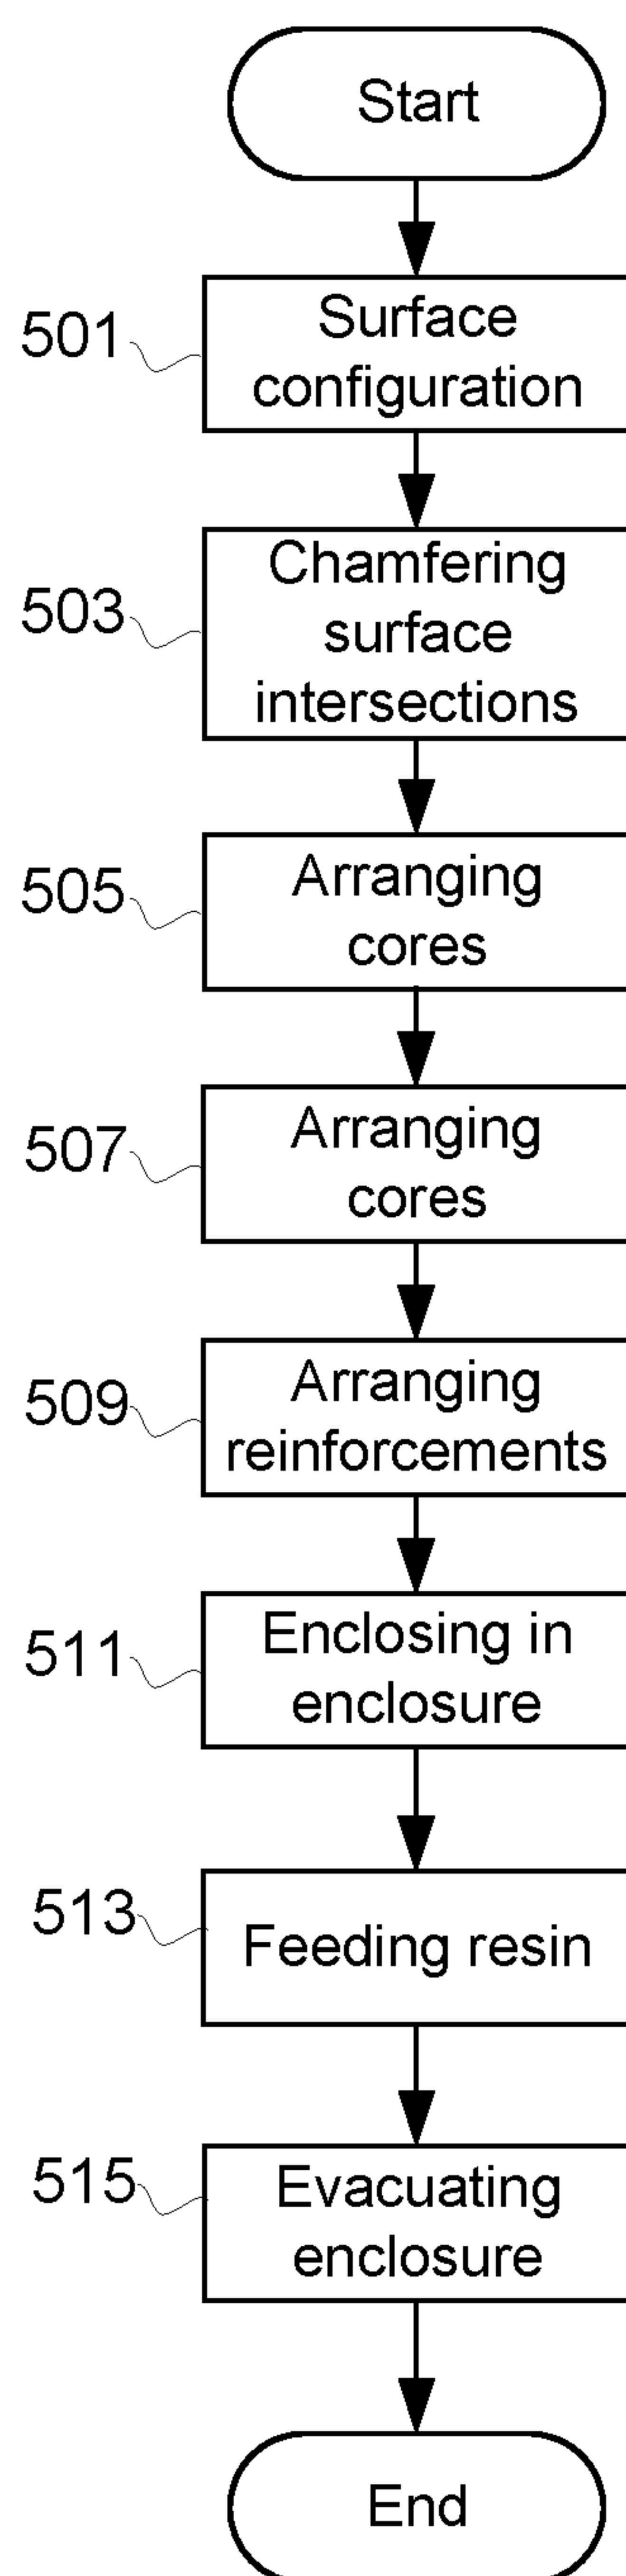 Start
501
Surface
configuration
503
Chamfering
surface
intersections
505
Arranging
cores
507
Arranging
cores
509
Arranging
reinforcements
511
Enclosing in
enclosure
513
Feeding resin
515
Evacuating
enclosure
End